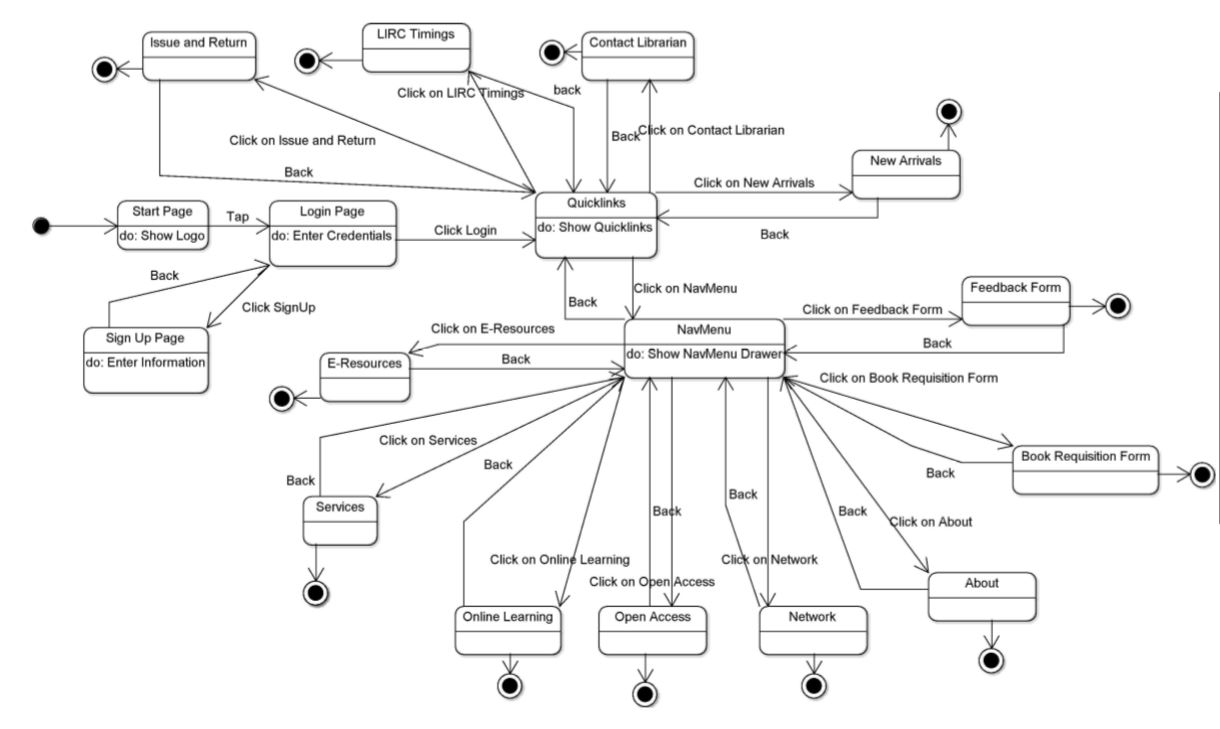 Issue and Return
LIRC Timings
Contact Librarian
Click on LIRC Timings
back
Click on Issue and Return
Back
Click on Contact Librarian
New Arrivals
Back
Click on New Arrivals
Start Page
do: Show Logo
Tap
Login Page
do: Enter Credentials
Click Login
Quicklinks
do: Show Quicklinks
Back
Back
Click SignUp
Back
Click on NavMenu
Feedback Form
Click on Feedback Form
Sign Up Page
do: Enter Information
Click on E-Resources
NavMenu
do: Show NavMenu Drawer
Back
E-Resources
Back
Click on Book Requisition Form
Click on Services
Back
Back
Book Requisition Form
Back
Services
Back
Back
Back
Click on About
Click on Online Learning
Click on Open Access
Click on Network
About
Online Learning
Open Access
Network